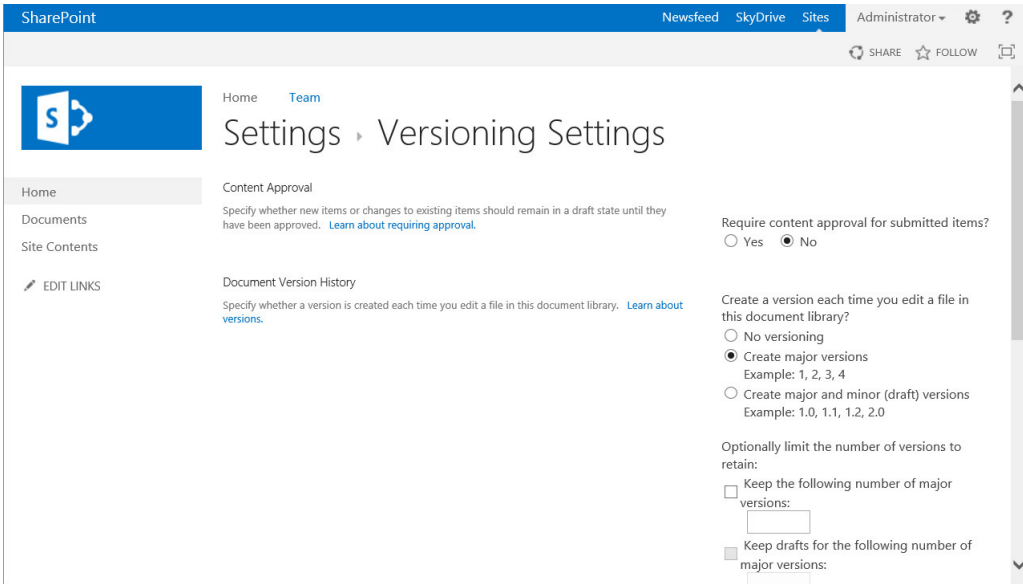 SharePoint
Newsfeed SkyDrive Sites Administrator ?
SHARE FOLLOW
S
Home Team
Settings Versioning Settings
Home
Documents
Site Contents
EDIT LINKS
Content Approval
Specify whether new items or changes to existing items should remain in a draft state until they
have been approved. Learn about requiring approval.
Require content approval for submitted items?
Yes No
Document Version History
Specify whether a version is created each time you edit a file in this document library. Learn about
versions.
Create a version each time you edit a file in
this document library?
No versioning
Create major versions
Example: 1, 2, 3, 4
Create major and minor (draft) versions
Example: 1.0, 1.1, 1.2, 2.0
Optionally limit the number of versions to
retain:
Keep the following number of major
versions:
Keep drafts for the following number of
major versions: